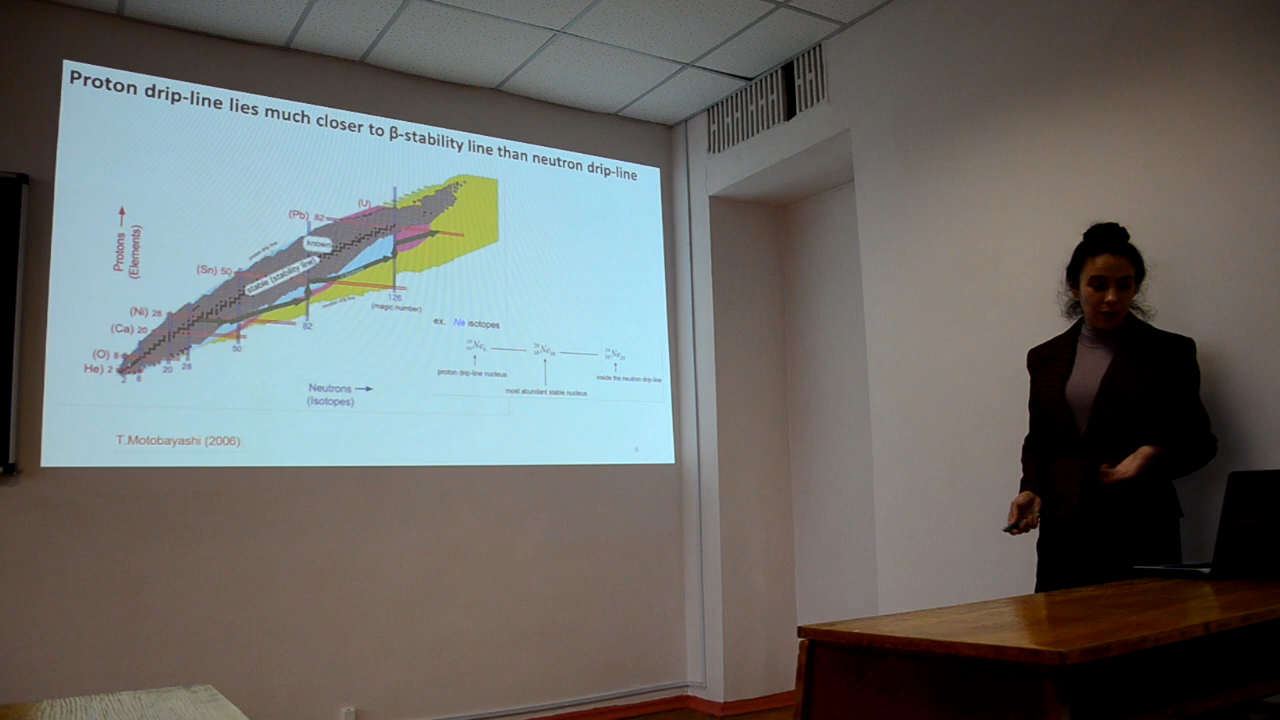 Proton drip-line lies much closer to β-stability line than neutron drip-line
Protons
(Elements)
(U)
(Pb) 82
known
stable (stability line)
(Sn) 50
(Ni) 28
(Ca) 20
(O) 8
He) 2
2 8
20 28
50
82
126
(magic number)
Neutrons
(Isotopes)
ex. Ne isotopes
proton drip-line nucleus
most abundant stable nucleus
inside the neutron drip-line
T.Motobayashi (2006)